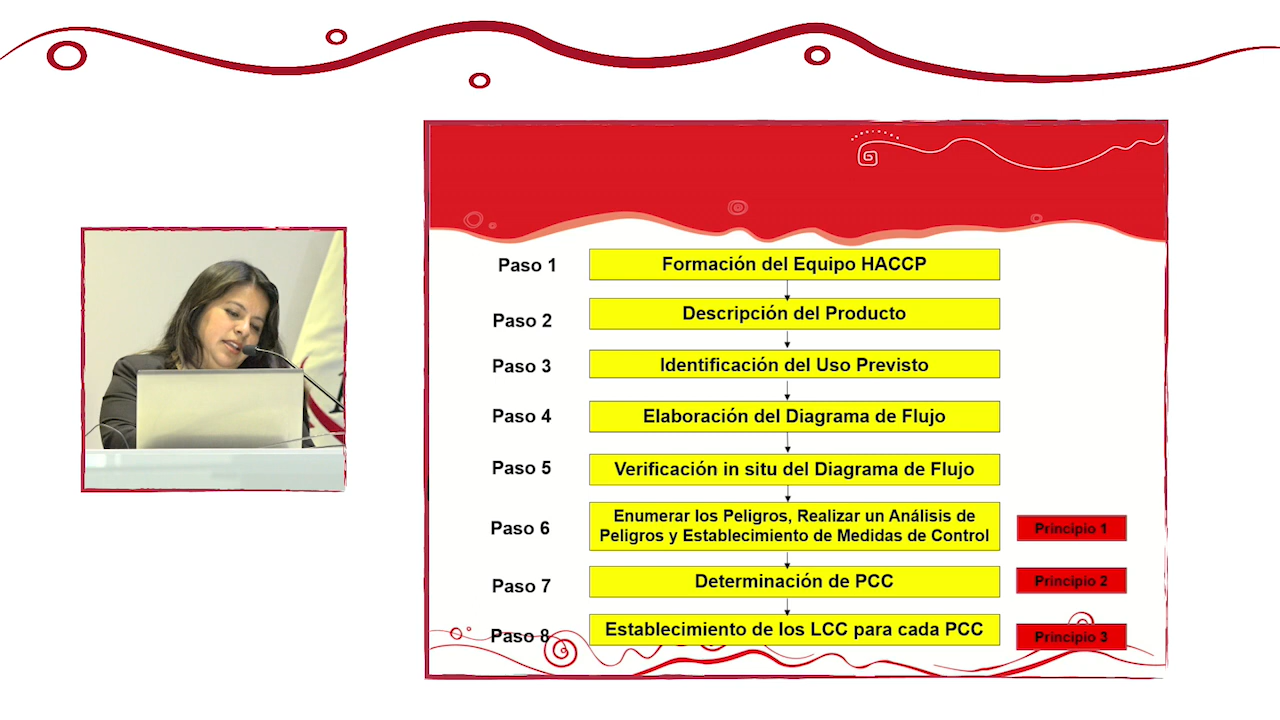 Paso 1
Formación del Equipo HACCP
Paso 2
Descripción del Producto
Paso 3
Identificación del Uso Previsto
Paso 4
Elaboración del Diagrama de Flujo
Paso 5
Verificación in situ del Diagrama de Flujo
Paso 6
Enumerar los Peligros, Realizar un Análisis de
Peligros y Establecimiento de Medidas de Control
Principio 1
Paso 7
Determinación de PCC
Principio 2
Paso 8
Establecimiento de los LCC para cada PCC
Principio 3